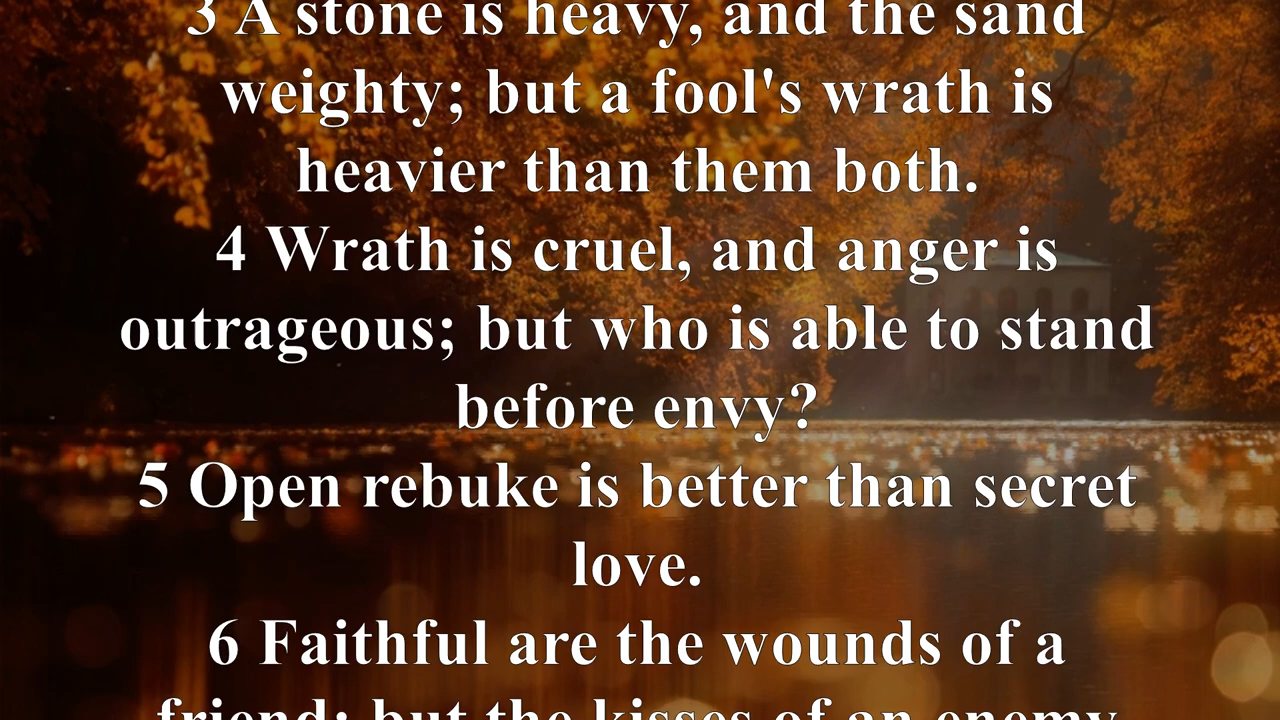 3 A stone is heavy, and the sand
weighty; but a fool's wrath is
heavier than them both.
4 Wrath is cruel, and anger is
outrageous; but who is able to stand
before envy?
5 Open rebuke is better than secret
love.
6 Faithful are the wounds of a
friend; but the kisses of an enemy